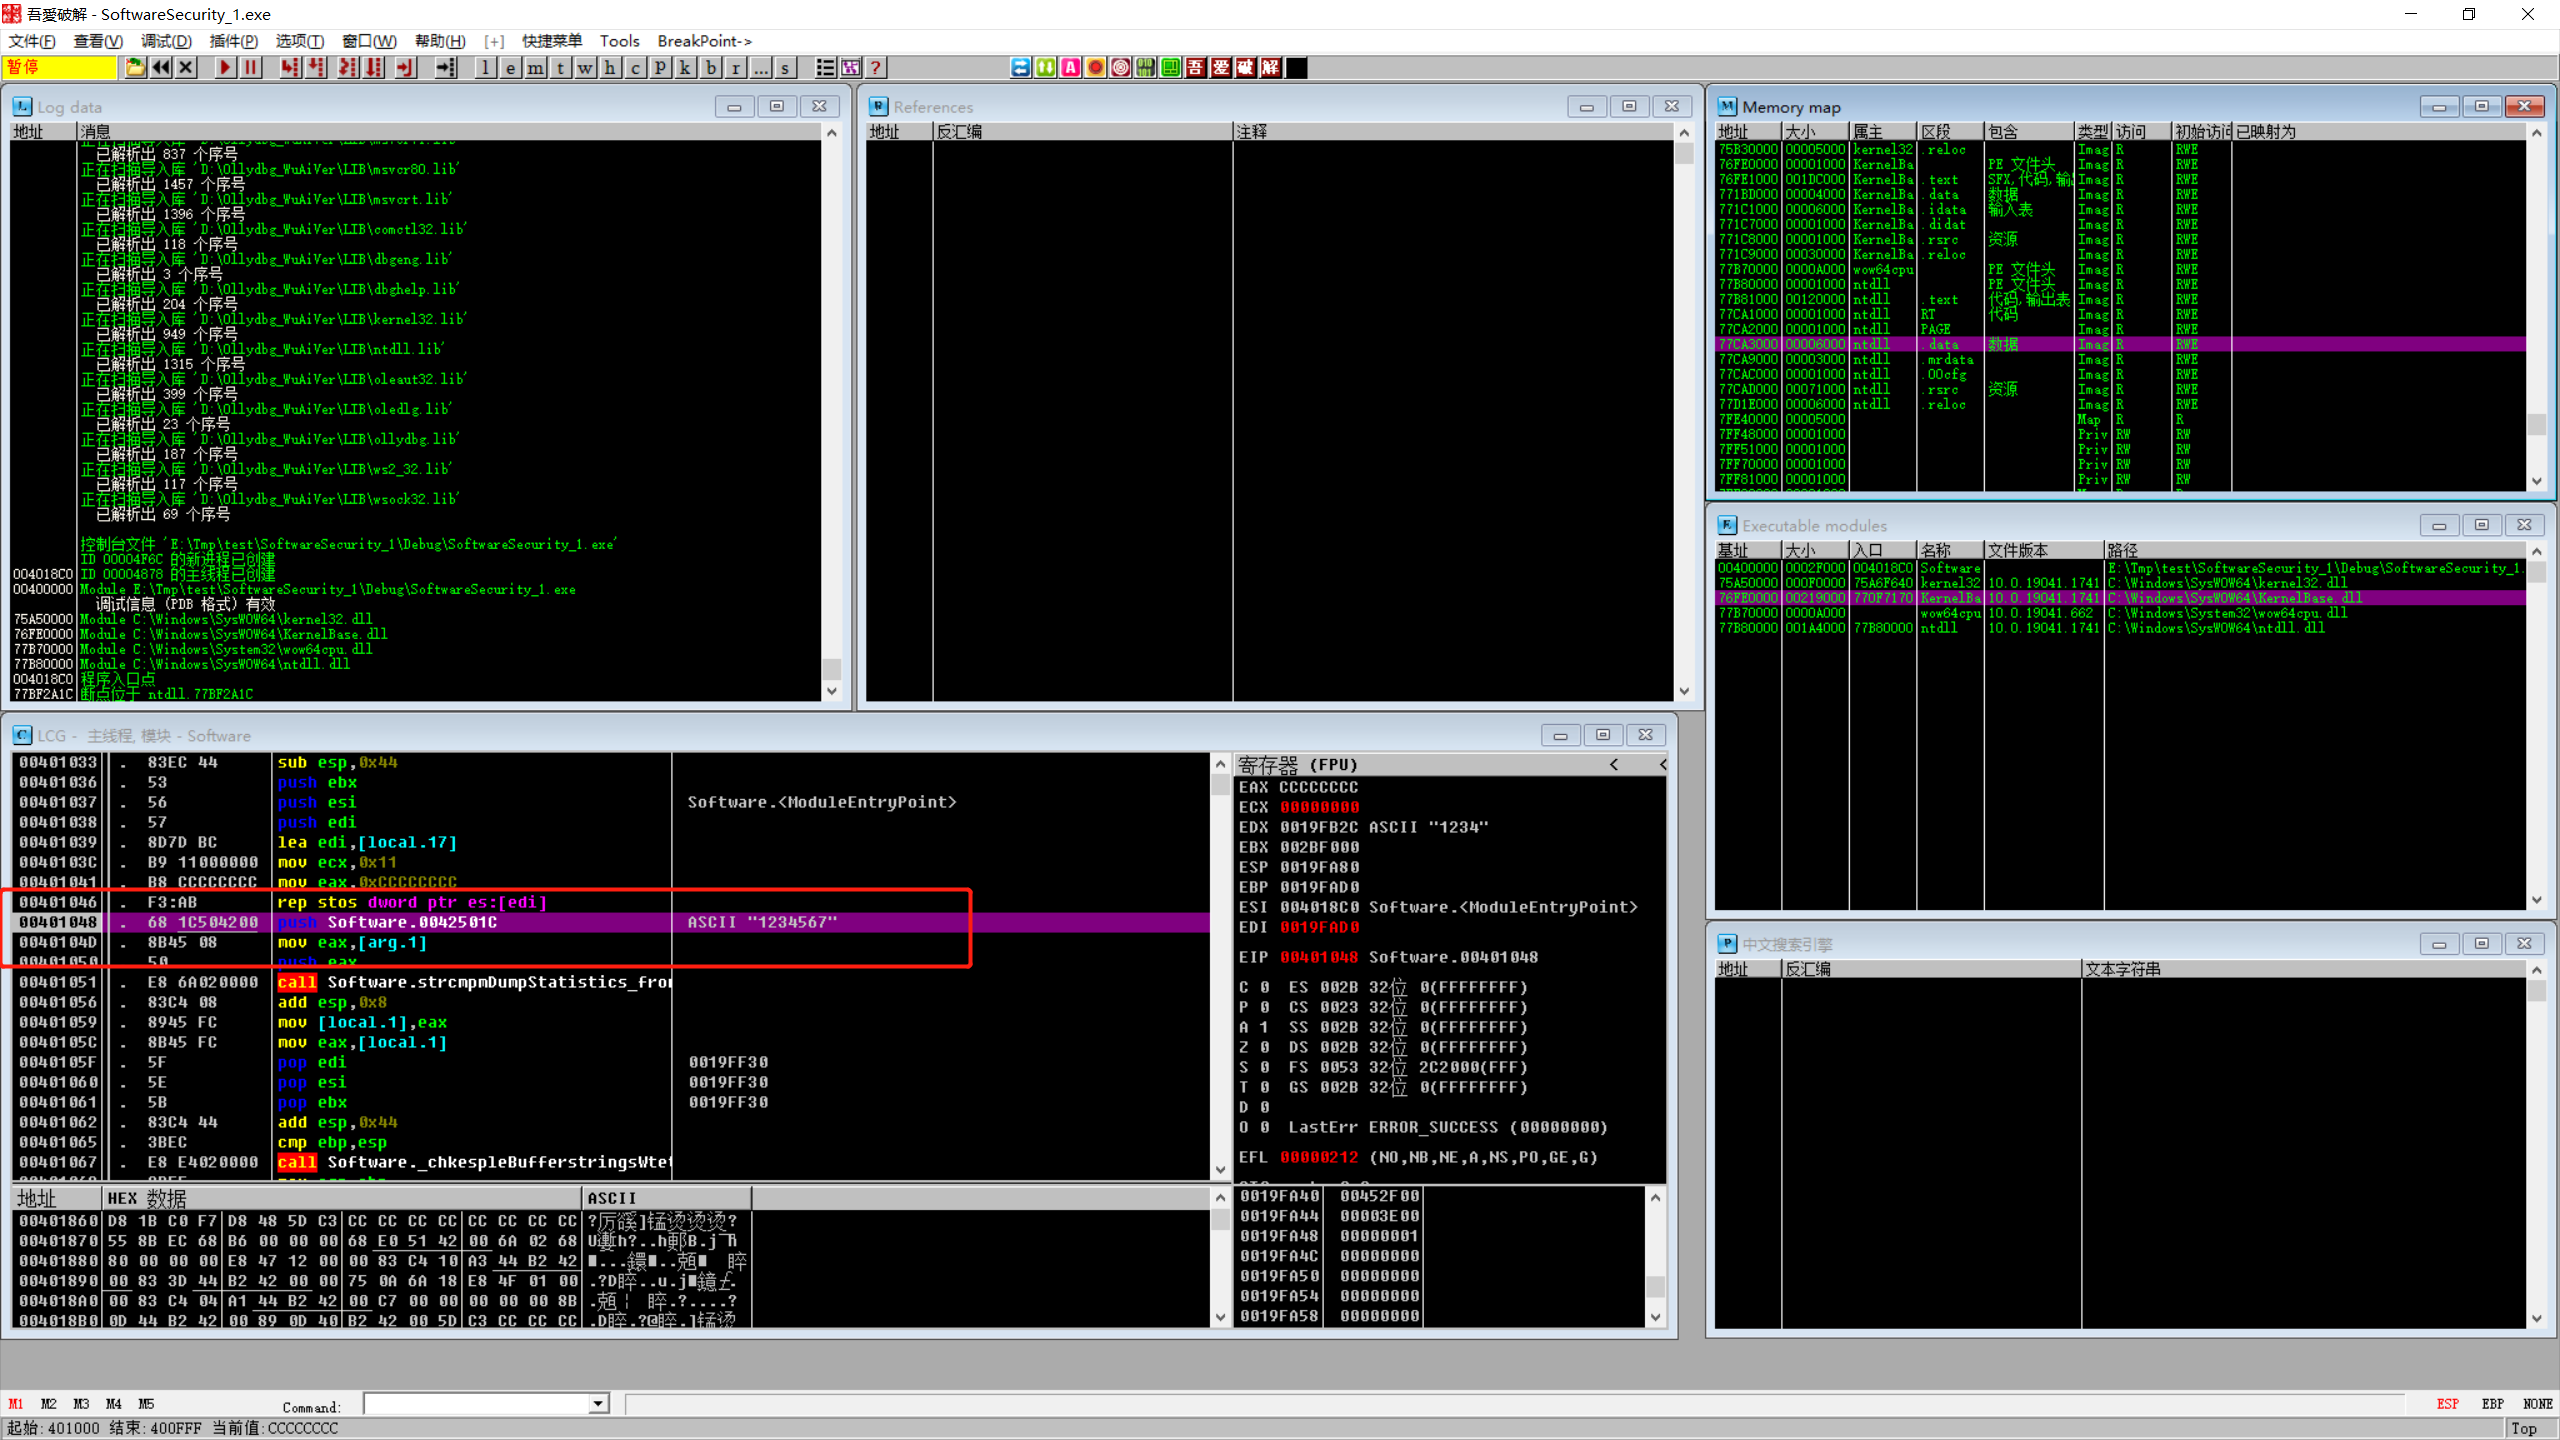 吾愛破解 - SoftwareSecurity_1.exe
文件(F) 查看(V) 调试(D) 插件(P) 选项(T) 窗口(W) 帮助(H) [+] 快捷菜单 Tools BreakPoint->
暂停
l e m t w h c p k b r ... s
?
吾 爱 破 解
Log data
地址 消息
已解析出 837 个序号
正在扫描导入库 'D:\Ollydbg_WuAiVer\LIB\msvcr80.lib'
已解析出 1457 个序号
正在扫描导入库 'D:\Ollydbg_WuAiVer\LIB\msvcrt.lib'
已解析出 1396 个序号
正在扫描导入库 'D:\Ollydbg_WuAiVer\LIB\comctl32.lib'
已解析出 118 个序号
正在扫描导入库 'D:\Ollydbg_WuAiVer\LIB\dbgeng.lib'
已解析出 3 个序号
正在扫描导入库 'D:\Ollydbg_WuAiVer\LIB\dbghelp.lib'
已解析出 204 个序号
正在扫描导入库 'D:\Ollydbg_WuAiVer\LIB\kernel32.lib'
已解析出 949 个序号
正在扫描导入库 'D:\Ollydbg_WuAiVer\LIB\ntdll.lib'
已解析出 1315 个序号
正在扫描导入库 'D:\Ollydbg_WuAiVer\LIB\oleaut32.lib'
已解析出 399 个序号
正在扫描导入库 'D:\Ollydbg_WuAiVer\LIB\oledlg.lib'
已解析出 23 个序号
正在扫描导入库 'D:\Ollydbg_WuAiVer\LIB\ollydbg.lib'
已解析出 187 个序号
正在扫描导入库 'D:\Ollydbg_WuAiVer\LIB\ws2_32.lib'
已解析出 117 个序号
正在扫描导入库 'D:\Ollydbg_WuAiVer\LIB\wsock32.lib'
已解析出 69 个序号
控制台文件 'E:\Tmp\test\SoftwareSecurity_1\Debug\SoftwareSecurity_1.exe'
ID 00004F6C 的新进程已创建
004018C0 ID 00004878 的主线程已创建
00400000 Module E:\Tmp\test\SoftwareSecurity_1\Debug\SoftwareSecurity_1.exe
调试信息 (PDB 格式) 有效
75A50000 Module C:\Windows\SysWOW64\kernel32.dll
76FE0000 Module C:\Windows\SysWOW64\KernelBase.dll
77B70000 Module C:\Windows\System32\wow64cpu.dll
77B80000 Module C:\Windows\SysWOW64\ntdll.dll
004018C0 程序入口点
77BF2A1C 断点位于 ntdll.77BF2A1C
References
地址 反汇编 注释
Memory map
地址 大小 属主 区段 包含 类型 访问 初始访问 已映射为
75B30000 00005000 kernel32 .reloc Imag R RWE
76FE0000 00001000 KernelBa PE 文件头 Imag R RWE
76FE1000 001DC000 KernelBa .text SFX,代码,输出 Imag R RWE
771BD000 00004000 KernelBa .data 数据 Imag R RWE
771C1000 00006000 KernelBa .idata 输入表 Imag R RWE
771C7000 00001000 KernelBa .didat Imag R RWE
771C8000 00001000 KernelBa .rsrc 资源 Imag R RWE
771C9000 00030000 KernelBa .reloc Imag R RWE
77B70000 0000A000 wow64cpu PE 文件头 Imag R RWE
77B80000 00001000 ntdll PE 文件头 Imag R RWE
77B81000 00120000 ntdll .text 代码,输出表 Imag R RWE
77CA1000 00001000 ntdll RT 代码 Imag R RWE
77CA2000 00001000 ntdll PAGE Imag R RWE
77CA3000 00006000 ntdll .data 数据 Imag R RWE
77CA9000 00003000 ntdll .mrdata Imag R RWE
77CAC000 00001000 ntdll .00cfg Imag R RWE
77CAD000 00071000 ntdll .rsrc 资源 Imag R RWE
77D1E000 00006000 ntdll .reloc Imag R RWE
7FE40000 00005000 Map R R
7FF48000 00001000 Priv RW RW
7FF51000 00001000 Priv RW RW
7FF70000 00001000 Priv RW RW
7FF81000 00001000 Priv RW RW
Executable modules
基址 大小 入口 名称 文件版本 路径
00400000 0002F000 004018C0 Software E:\Tmp\test\SoftwareSecurity_1\Debug\SoftwareSecurity_1.
75A50000 000F0000 75A6F640 kernel32 10.0.19041.1741 C:\Windows\SysWOW64\kernel32.dll
76FE0000 00219000 770F7170 KernelBa 10.0.19041.1741 C:\Windows\SysWOW64\KernelBase.dll
77B70000 0000A000 wow64cpu 10.0.19041.662 C:\Windows\System32\wow64cpu.dll
77B80000 001A4000 77B80000 ntdll 10.0.19041.1741 C:\Windows\SysWOW64\ntdll.dll
LCG - 主线程, 模块 - Software
00401033 . 83EC 44 sub esp,0x44
00401036 . 53 push ebx
00401037 . 56 push esi Software.<ModuleEntryPoint>
00401038 . 57 push edi
00401039 . 8D7D BC lea edi,[local.17]
0040103C . B9 11000000 mov ecx,0x11
00401041 . B8 CCCCCCCC mov eax,0xCCCCCCCC
00401046 . F3:AB rep stos dword ptr es:[edi]
00401048 . 68 1C504200 push Software.0042501C ASCII "1234567"
0040104D . 8B45 08 mov eax,[arg.1]
00401050 . 50 push eax
00401051 . E8 6A020000 call Software.strcmpmDumpStatistics_fro
00401056 . 83C4 08 add esp,0x8
00401059 . 8945 FC mov [local.1],eax
0040105C . 8B45 FC mov eax,[local.1]
0040105F . 5F pop edi 0019FF30
00401060 . 5E pop esi 0019FF30
00401061 . 5B pop ebx 0019FF30
00401062 . 83C4 44 add esp,0x44
00401065 . 3BEC cmp ebp,esp
00401067 . E8 E4020000 call Software._chkespleBufferstringsWte
寄存器 (FPU) < <
EAX CCCCCCCC
ECX 00000000
EDX 0019FB2C ASCII "1234"
EBX 002BF000
ESP 0019FA80
EBP 0019FAD0
ESI 004018C0 Software.<ModuleEntryPoint>
EDI 0019FAD0
EIP 00401048 Software.00401048
C 0 ES 002B 32位 0(FFFFFFFF)
P 0 CS 0023 32位 0(FFFFFFFF)
A 1 SS 002B 32位 0(FFFFFFFF)
Z 0 DS 002B 32位 0(FFFFFFFF)
S 0 FS 0053 32位 2C2000(FFF)
T 0 GS 002B 32位 0(FFFFFFFF)
D 0
O 0 LastErr ERROR_SUCCESS (00000000)
EFL 00000212 (NO,NB,NE,A,NS,PO,GE,G)
地址 HEX 数据 ASCII
00401860 D8 1B C0 F7 D8 48 5D C3 CC CC CC CC CC CC CC CC
00401870 55 8B EC 68 B6 00 00 00 68 E0 51 42 00 6A 02 68
00401880 80 00 00 00 E8 47 12 00 00 83 C4 10 A3 44 B2 42
00401890 00 83 3D 44 B2 42 00 00 75 0A 6A 18 E8 4F 01 00
004018A0 00 83 C4 04 A1 44 B2 42 00 C7 00 00 00 00 00 8B
004018B0 0D 44 B2 42 00 89 0D 40 B2 42 00 5D C3 CC CC CC
0019FA40 00452F00
0019FA44 00003E00
0019FA48 00000001
0019FA4C 00000000
0019FA50 00000000
0019FA54 00000000
0019FA58 00000000
中文搜索引擎
地址 反汇编 文本字符串
M1 M2 M3 M4 M5 Command: ESP EBP NONE
起始:401000 结束:400FFF 当前值:CCCCCCCC Top